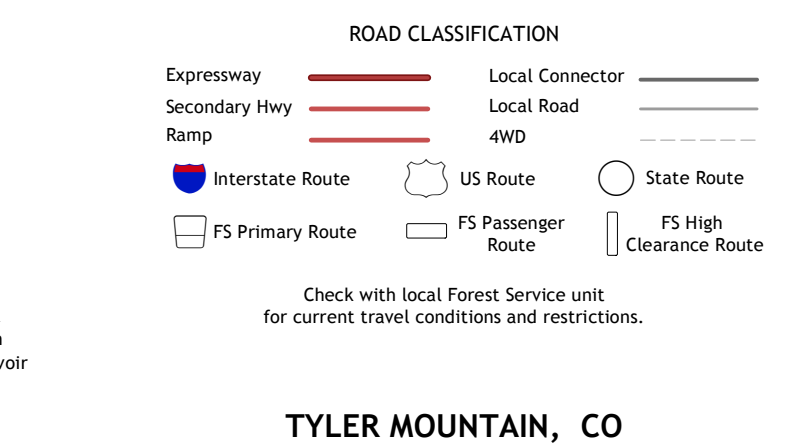 ROAD CLASSIFICATION
Expressway
Local Connector
Secondary Hwy
Local Road
Ramp
4WD
Interstate Route
US Route
State Route
FS Primary Route
FS Passenger
Route
FS High
Clearance Route
Check with local Forest Service unit
for current travel conditions and restrictions.
TYLER MOUNTAIN, CO